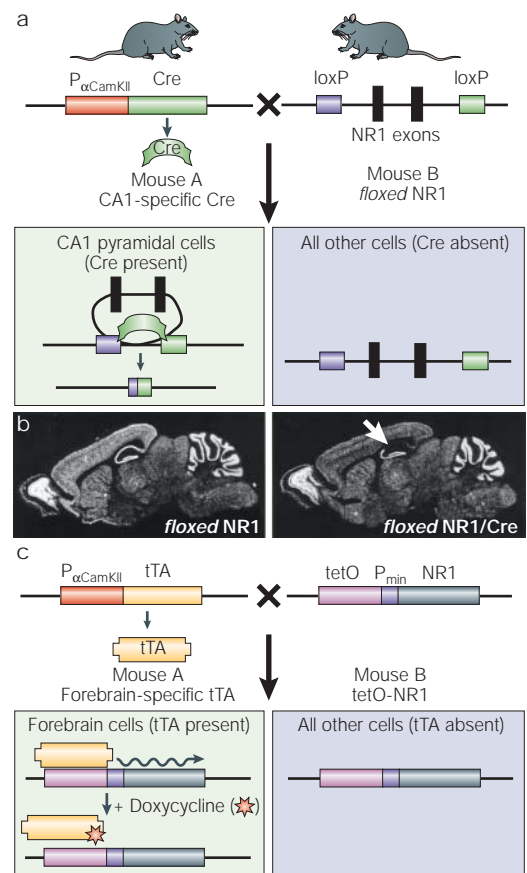 a
PαCamKII Cre
loxP loxP
NR1 exons
Cre
Mouse A
CA1-specific Cre
Mouse B
floxed NR1
CA1 pyramidal cells
(Cre present)
All other cells (Cre absent)
b
floxed NR1
floxed NR1/Cre
c
PαCamKII tTA
tetO Pmin NR1
tTA
Mouse A
Forebrain-specific tTA
Mouse B
tetO-NR1
Forebrain cells (tTA present)
All other cells (tTA absent)
+ Doxycycline ( )